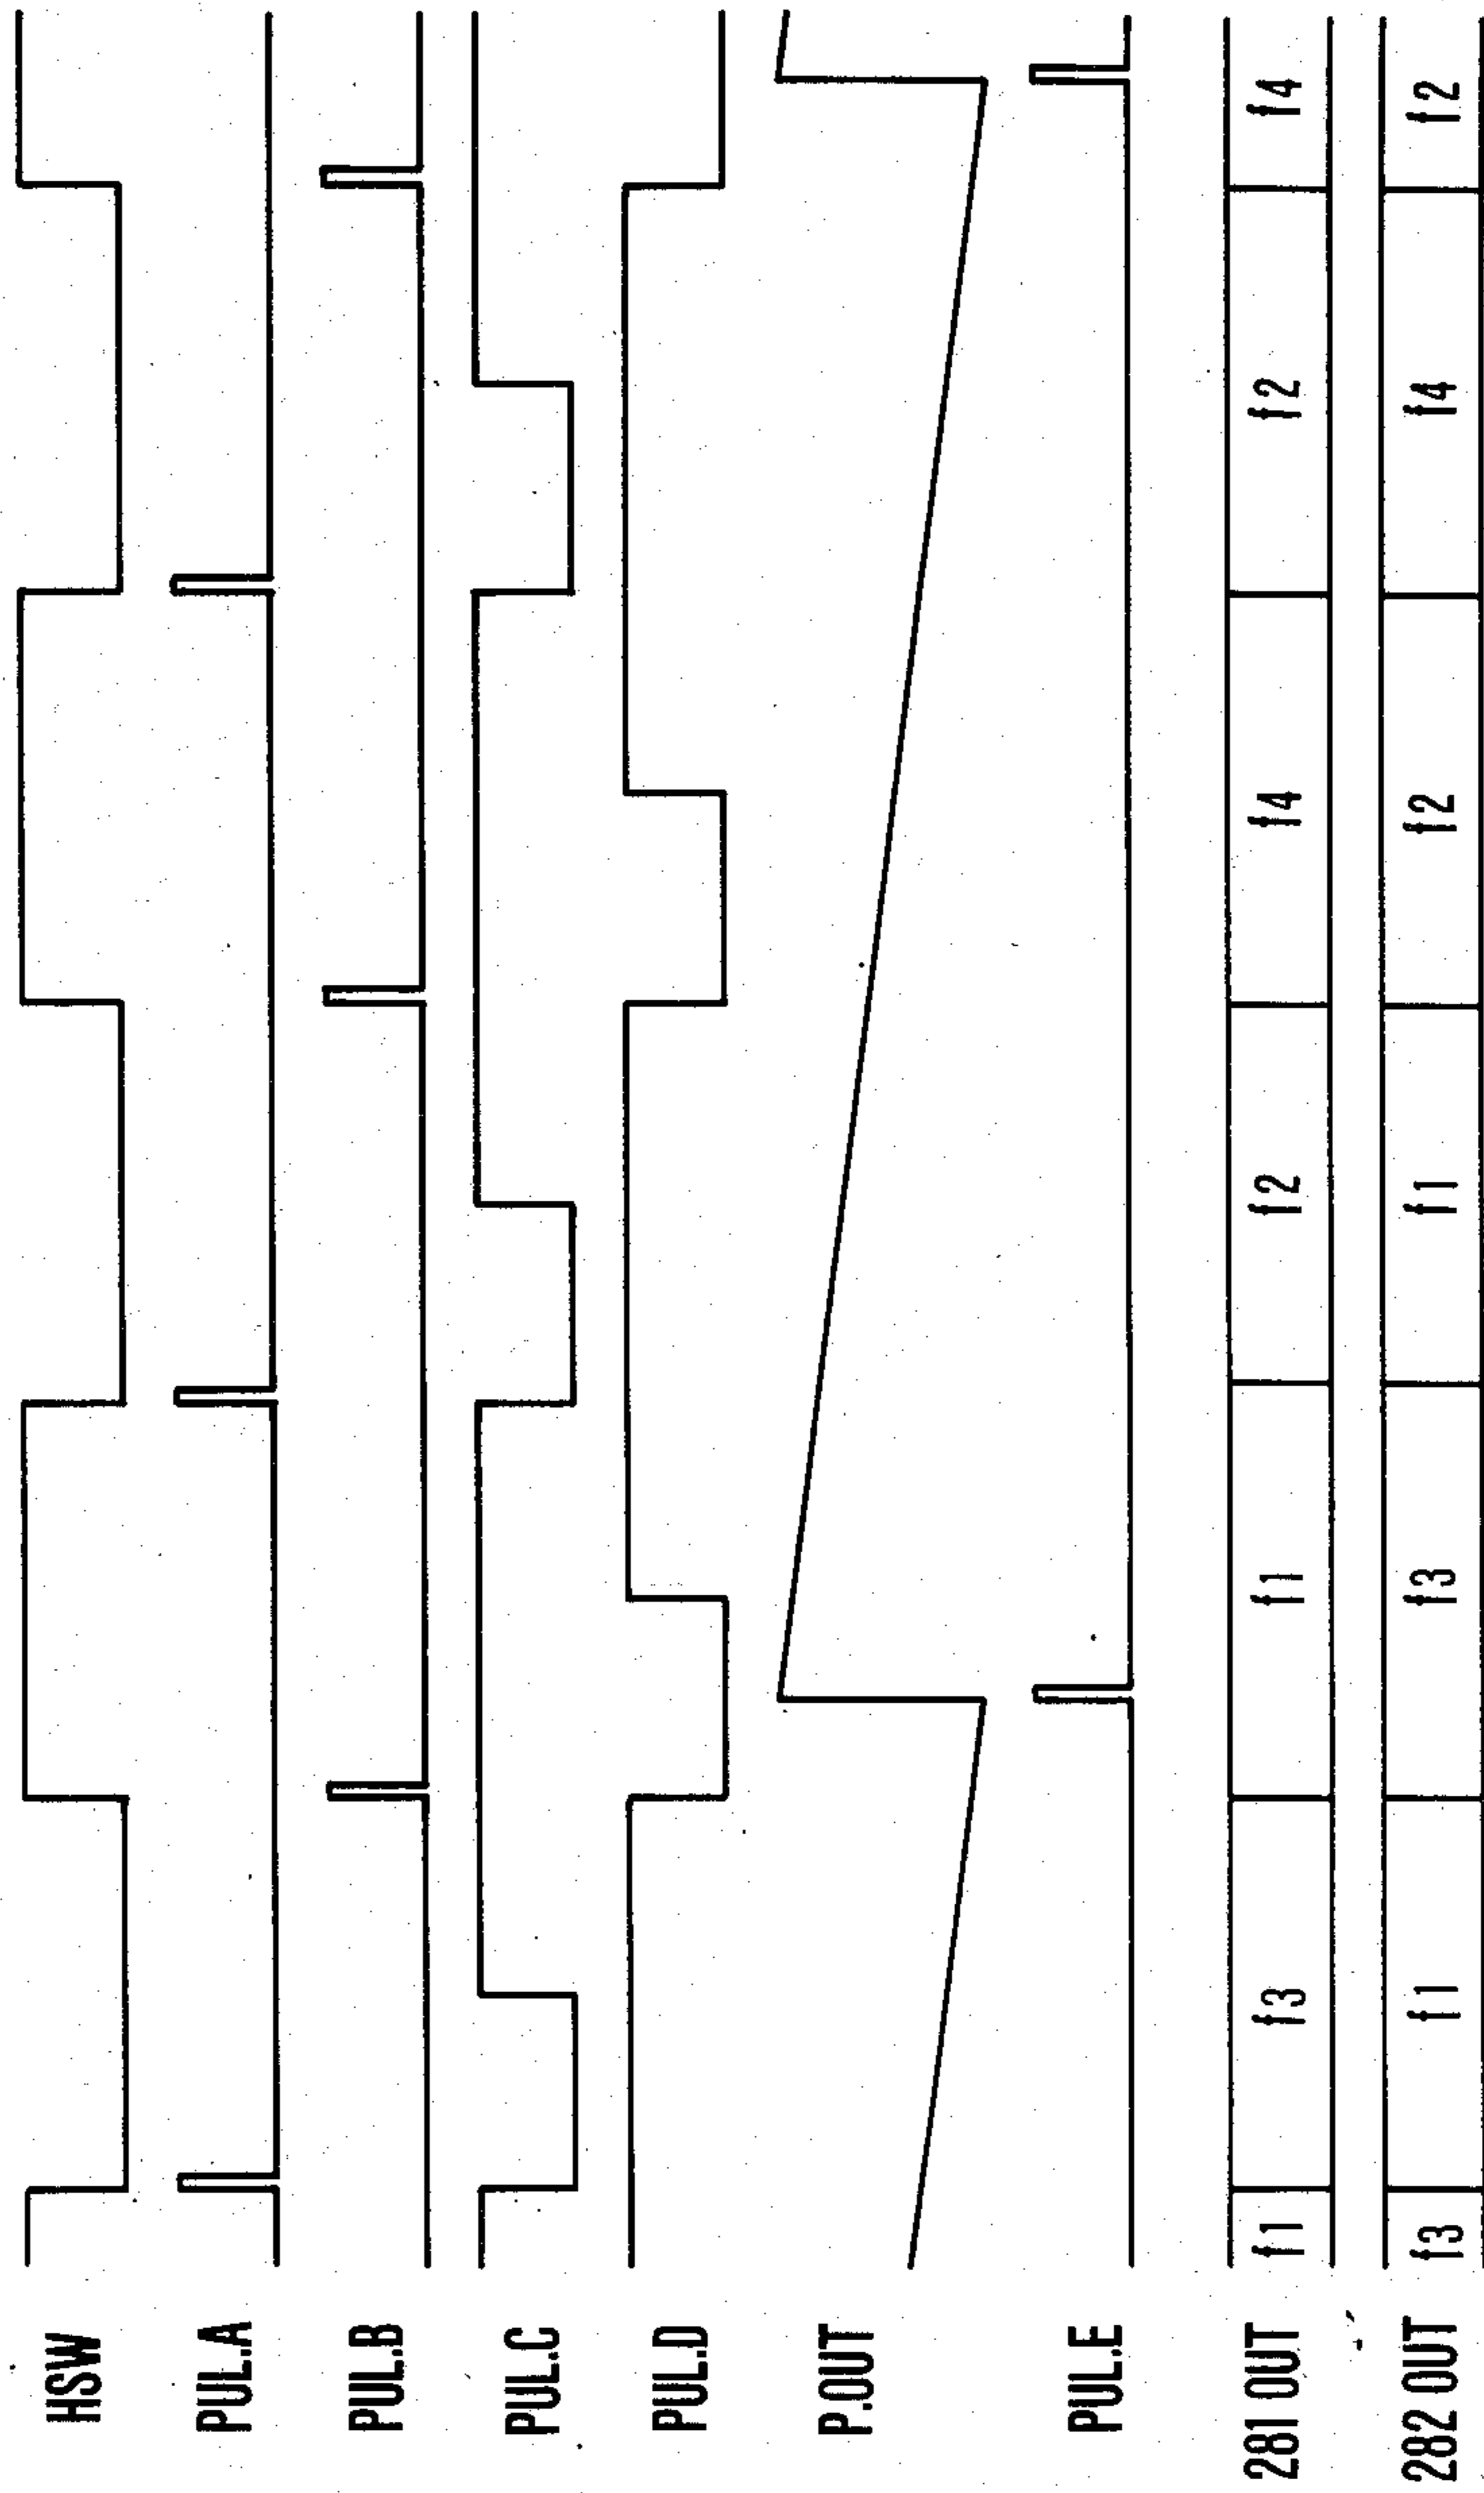 HSW
PUL.A
PUL.B
PUL.C
PUL.D
P.OUT
PUL.E
281 OUT f1 f3 f1 f2 f4 f2 f4
282 OUT f3 f1 f3 f1 f2 f4 f2